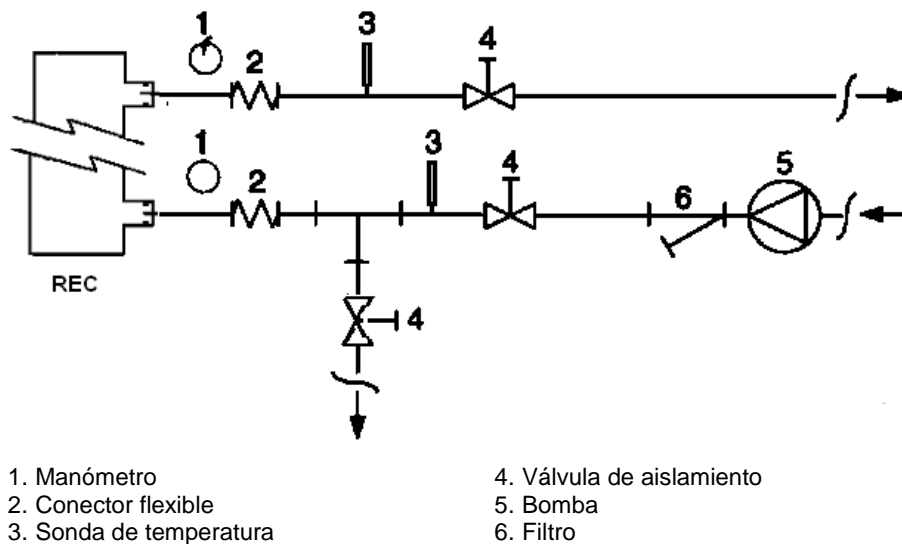 1
2
3
4
1
2
3
4
5
6
REC
4
1. Manómetro
2. Conector flexible
3. Sonda de temperatura
4. Válvula de aislamiento
5. Bomba
6. Filtro